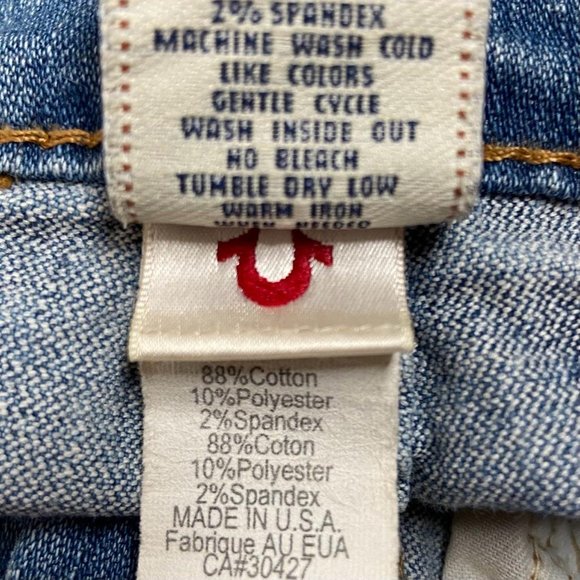 2% SPANDEX
MACHINE WASH COLD
LIKE COLORS
GENTLE CYCLE
WASH INSIDE OUT
NO BLEACH
TUMBLE DRY LOW
WARM IRON
WHEN NEEDED
88%Cotton
10%Polyester
2%Spandex
88%Coton
10%Polyester
2%Spandex
MADE IN U.S.A.
Fabrique AU EUA
CA#30427